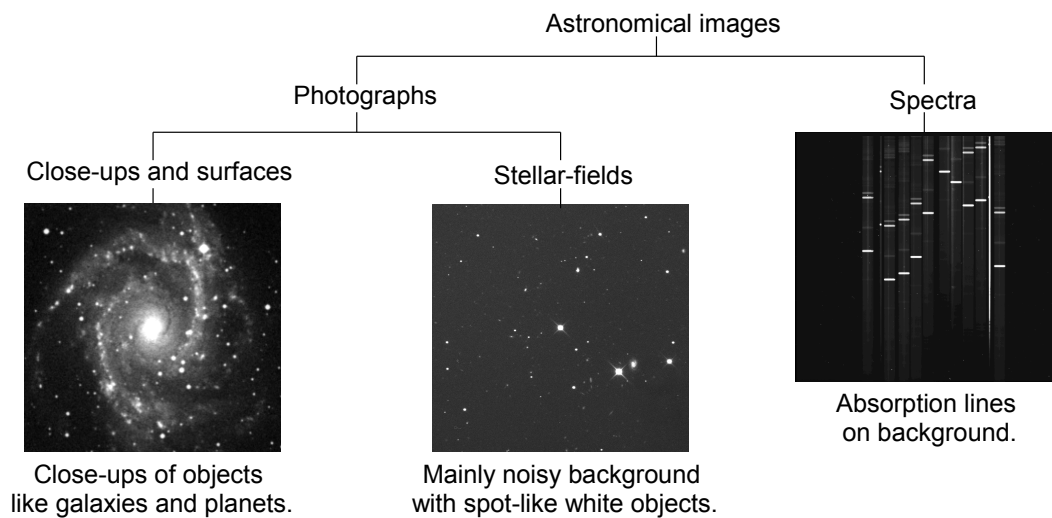 Astronomical images
Photographs
Spectra
Close-ups and surfaces
Stellar-fields
Close-ups of objects
like galaxies and planets.
Mainly noisy background
with spot-like white objects.
Absorption lines
on background.